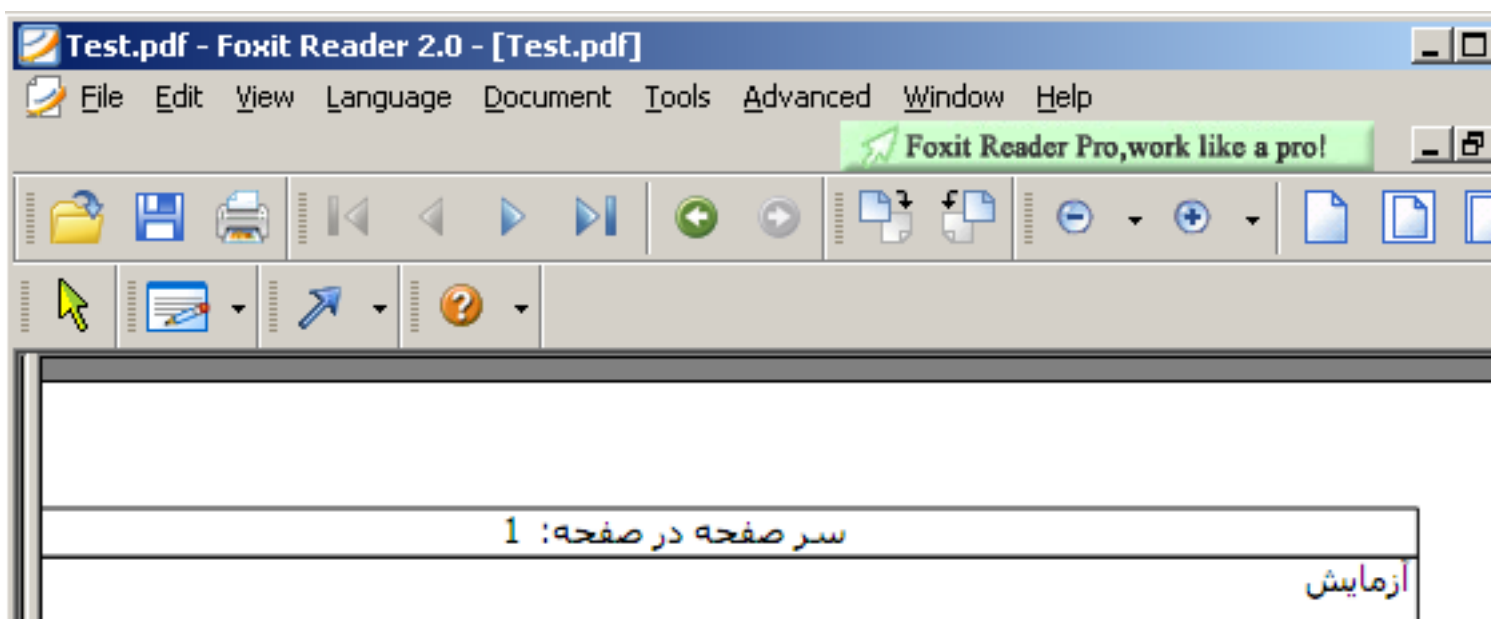 Test.pdf - Foxit Reader 2.0 - [Test.pdf]
File Edit View Language Document Tools Advanced Window Help
Foxit Reader Pro,work like a pro!
سر صفحه در صفحه: 1
آزمایش